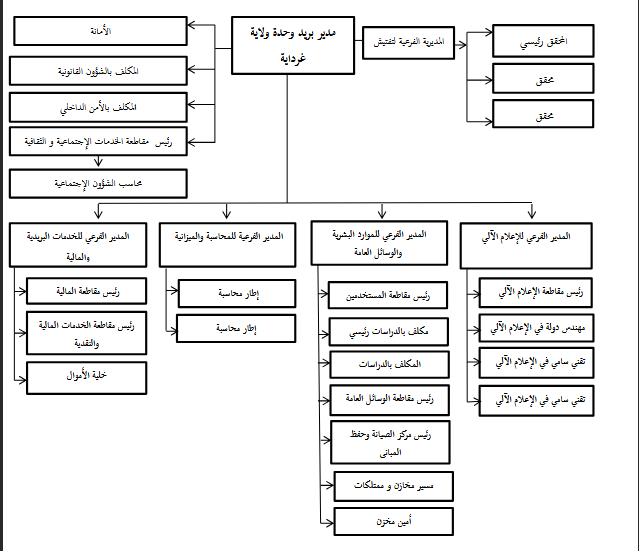 مدير بريد وحدة ولاية
غرداية
المديرية الفرعية لتفتيش
المحقق رئيسي
محقق
محقق
الأمانة
المكلف بالشؤون القانونية
المكلف بالأمن الداخلي
رئيس مقاطعة الخدمات الإجتماعية و الثقافية
محاسب الشؤون الإجتماعية
المدير الفرعي للإعلام الآلي
رئيس مقاطعة الإعلام الآلي
مهندس دولة في الإعلام الآلي
تقني سامي في الإعلام الآلي
تقني سامي في الإعلام الآلي
المدير الفرعي للموارد البشرية
والوسائل العامة
رئيس مقاطعة المستخدمين
مكلف بالدراسات رئيسي
المكلف بالدراسات
رئيس مقاطعة الوسائل العامة
رئيس مركز الصيانة وحفظ
المبانى
مسير مخازن و ممتلكات
أمين مخزن
المدير الفرعية للمحاسبة والميزانية
إطار محاسبة
إطار محاسبة
المدير الفرعي للخدمات البريدية
والمالية
رئيس مقاطعة المالية
رئيس مقاطعة الخدمات المالية
والنقدية
خلية الأموال